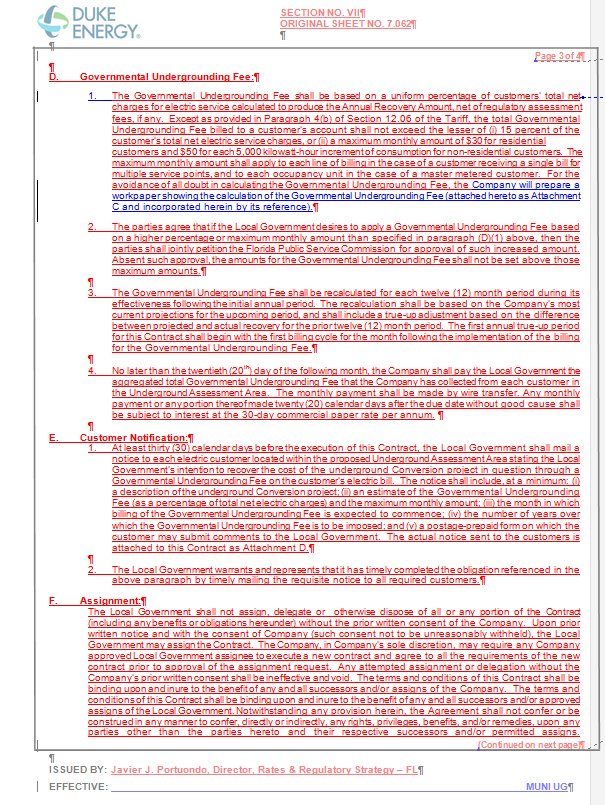 DUKE
ENERGY®
SECTION NO. VII¶
ORIGINAL SHEET NO. 7.062¶
¶
¶
Page 3 of 4¶
¶
D. Governmental Undergrounding Fee:¶
1. The Governmental Undergrounding Fee shall be based on a uniform percentage of customers' total net
charges for electric service calculated to produce the Annual Recovery Amount, net of regulatory assessment
fees, if any. Except as provided in Paragraph 4(b) of Section 12.06 of the Tariff, the total Governmental
Undergrounding Fee billed to a customer's account shall not exceed the lesser of (i) 15 percent of the
customer's total net electric service charges, or (ii) a maximum monthly amount of $30 for residential
customers and $50 for each 5,000 kilowatt-hour increment of consumption for non-residential customers. The
maximum monthly amount shall apply to each line of billing in the case of a customer receiving a single bill for
multiple service points, and to each occupancy unit in the case of a master metered customer. For the
avoidance of all doubt in calculating the Governmental Undergrounding Fee, the Company will prepare a
workpaper showing the calculation of the Governmental Undergrounding Fee (attached hereto as Attachment
C and incorporated herein by its reference).¶
2. The parties agree that if the Local Government desires to apply a Governmental Undergrounding Fee based
on a higher percentage or maximum monthly amount than specified in paragraph (D)(1) above, then the
parties shall jointly petition the Florida Public Service Commission for approval of such increased amount.
Absent such approval, the amounts for the Governmental Undergrounding Fee shall not be set above those
maximum amounts.¶
¶
3. The Governmental Undergrounding Fee shall be recalculated for each twelve (12) month period during its
effectiveness following the initial annual period. The recalculation shall be based on the Company's most
current projections for the upcoming period, and shall include a true-up adjustment based on the difference
between projected and actual recovery for the prior twelve (12) month period. The first annual true-up period
for this Contract shall begin with the first billing cycle for the month following the implementation of the billing
for the Governmental Undergrounding Fee.¶
¶
4. No later than the twentieth (20th) day of the following month, the Company shall pay the Local Government the
aggregated total Governmental Undergrounding Fee that the Company has collected from each customer in
the Underground Assessment Area. The monthly payment shall be made by wire transfer. Any monthly
payment or any portion thereof made twenty (20) calendar days after the due date without good cause shall
be subject to interest at the 30-day commercial paper rate per annum. ¶
¶
E. Customer Notification:¶
1. At least thirty (30) calendar days before the execution of this Contract, the Local Government shall mail a
notice to each electric customer located within the proposed Underground Assessment Area stating the Local
Government's intention to recover the cost of the underground Conversion project in question through a
Governmental Undergrounding Fee on the customer's electric bill. The notice shall include, at a minimum: (i)
a description of the underground Conversion project; (ii) an estimate of the Governmental Undergrounding
Fee (as a percentage of total net electric charges) and the maximum monthly amount; (iii) the month in which
billing of the Governmental Undergrounding Fee is expected to commence; (iv) the number of years over
which the Governmental Undergrounding Fee is to be imposed; and (v) a postage-prepaid form on which the
customer may submit comments to the Local Government. The actual notice sent to the customers is
attached to this Contract as Attachment D.¶
¶
2. The Local Government warrants and represents that it has timely completed the obligation referenced in the
above paragraph by timely mailing the requisite notice to all required customers.¶
¶
F. Assignment:¶
The Local Government shall not assign, delegate or otherwise dispose of all or any portion of the Contract
(including any benefits or obligations hereunder) without the prior written consent of the Company. Upon prior
written notice and with the consent of Company (such consent not to be unreasonably withheld), the Local
Government may assign the Contract. The Company, in Company's sole discretion, may require any Company
approved Local Government assignee to execute a new contract and agree to all the requirements of the new
contract prior to approval of the assignment request. Any attempted assignment or delegation without the
Company's prior written consent shall be ineffective and void. The terms and conditions of this Contract shall be
binding upon and inure to the benefit of any and all successors and/or assigns of the Company. The terms and
conditions of this Contract shall be binding upon and inure to the benefit of any and all successors and/or approved
assigns of the Local Government. Notwithstanding any provision herein, the Agreement shall not confer or be
construed in any manner to confer, directly or indirectly, any rights, privileges, benefits, and/or remedies, upon any
parties other than the parties hereto and their respective successors and/or permitted assigns.
(Continued on next page)¶
¶
ISSUED BY: Javier J. Portuondo, Director, Rates & Regulatory Strategy – FL¶
EFFECTIVE: MUNI UG¶